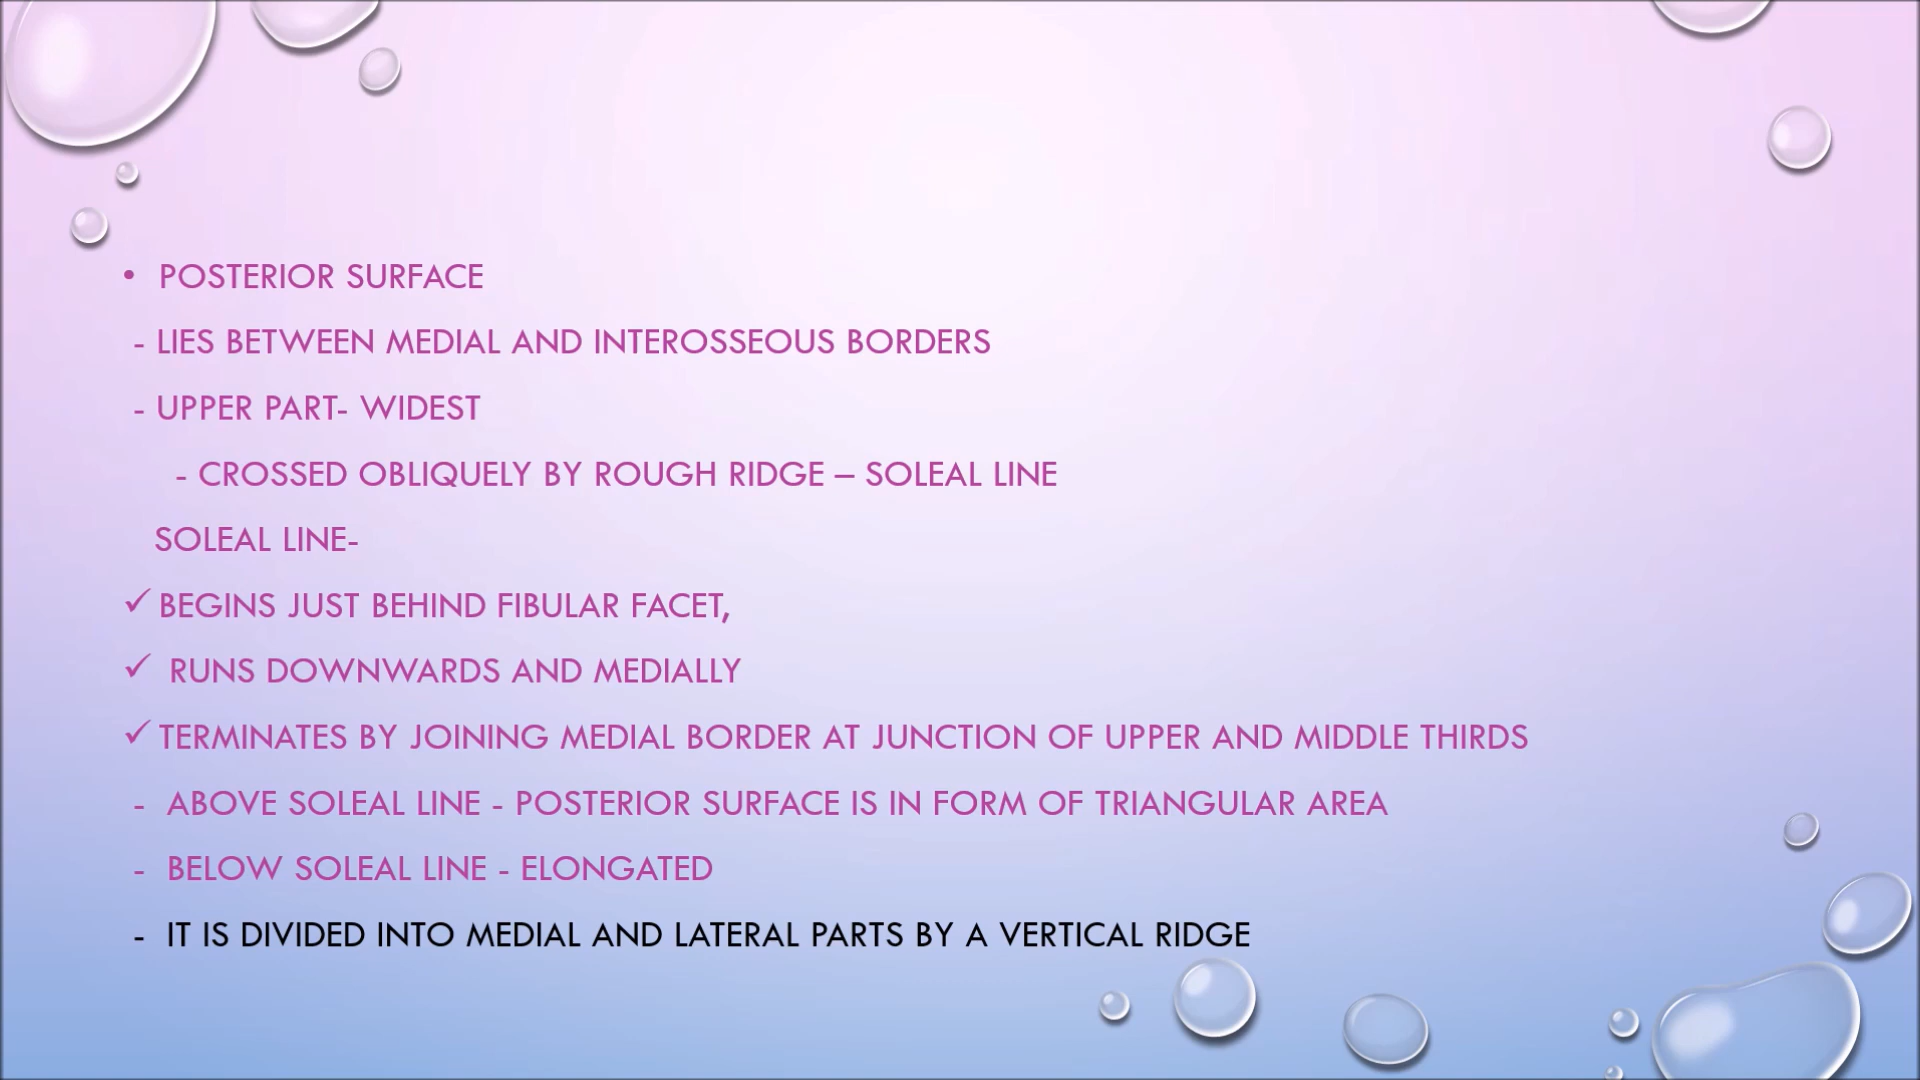 • POSTERIOR SURFACE
- LIES BETWEEN MEDIAL AND INTEROSSEOUS BORDERS
- UPPER PART- WIDEST
- CROSSED OBLIQUELY BY ROUGH RIDGE – SOLEAL LINE
SOLEAL LINE-
✓ BEGINS JUST BEHIND FIBULAR FACET,
✓ RUNS DOWNWARDS AND MEDIALLY
✓ TERMINATES BY JOINING MEDIAL BORDER AT JUNCTION OF UPPER AND MIDDLE THIRDS
- ABOVE SOLEAL LINE - POSTERIOR SURFACE IS IN FORM OF TRIANGULAR AREA
- BELOW SOLEAL LINE - ELONGATED
- IT IS DIVIDED INTO MEDIAL AND LATERAL PARTS BY A VERTICAL RIDGE